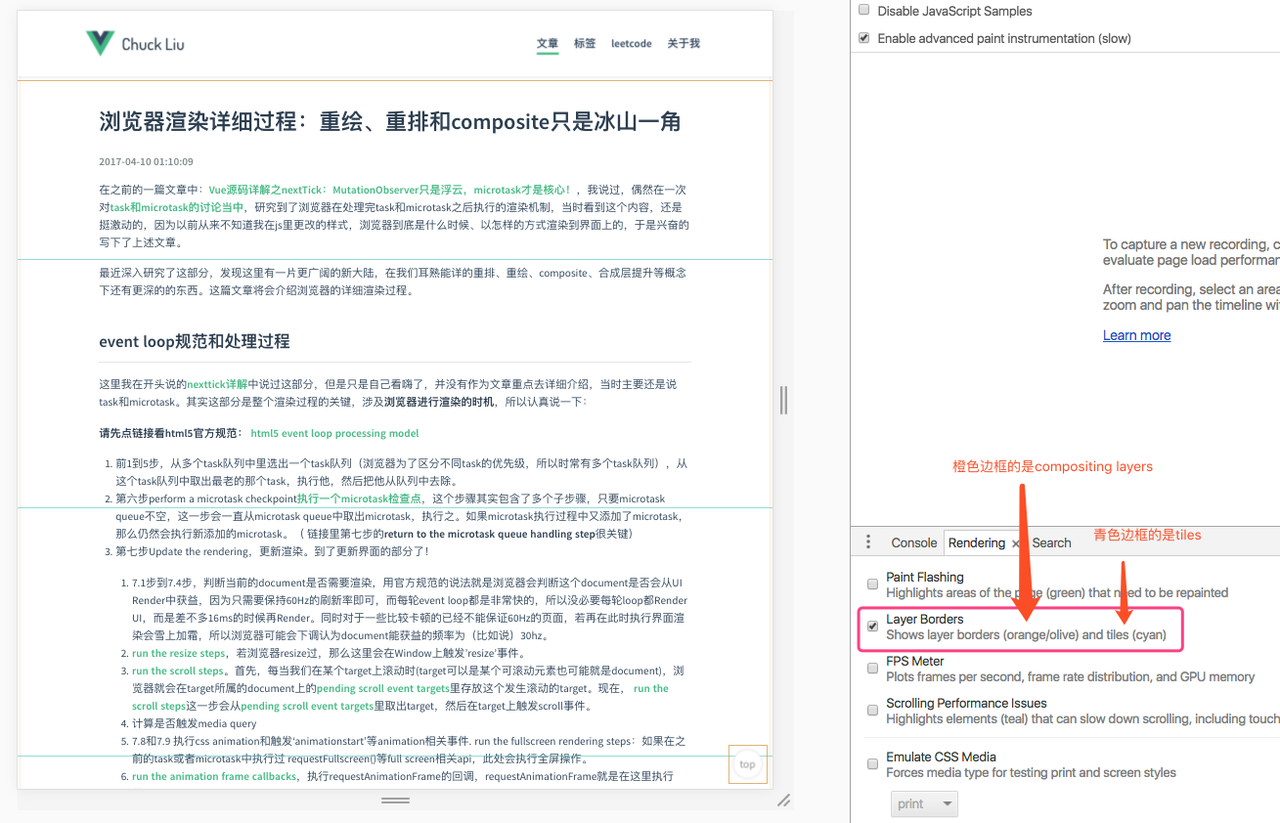 Chuck Liu
文章 标签 leetcode 关于我
浏览器渲染详细过程：重绘、重排和composite只是冰山一角
2017-04-10 01:10:09
在之前的一篇文章中：Vue源码详解之nextTick：MutationObserver只是浮云，microtask才是核心！，我说过，偶然在一次
对task和microtask的讨论当中，研究到了浏览器在处理完task和microtask之后执行的渲染机制，当时看到这个内容，还是
挺激动的，因为以前从来不知道我在js里更改的样式，浏览器到底是什么时候、以怎样的方式渲染到界面上的，于是兴奋的
写下了上述文章。
最近深入研究了这部分，发现这里有一片更广阔的新大陆，在我们耳熟能详的重排、重绘、composite、合成层提升等概念
下还有更深的的东西。这篇文章将会介绍浏览器的详细渲染过程。
event loop规范和处理过程
这里我在开头说的nexttick详解中说过这部分，但是只是自己看嗨了，并没有作为文章重点去详细介绍，当时主要还是说
task和microtask。其实这部分是整个渲染过程的关键，涉及浏览器进行渲染的时机，所以认真说一下：
请先点链接看html5官方规范： html5 event loop processing model
1. 前1到5步，从多个task队列中里选出一个task队列（浏览器为了区分不同task的优先级，所以时常有多个task队列），从
这个task队列中取出最老的那个task，执行他，然后把他从队列中去除。
2. 第六步perform a microtask checkpoint执行一个microtask检查点，这个步骤其实包含了多个子步骤，只要microtask
queue不空，这一步会一直从microtask queue中取出microtask，执行之。如果microtask执行过程中又添加了microtask，
那么仍然会执行新添加的microtask。（ 链接里第七步的return to the microtask queue handling step很关键）
3. 第七步Update the rendering，更新渲染。到了更新界面的部分了！
1. 7.1步到7.4步，判断当前的document是否需要渲染，用官方规范的说法就是浏览器会判断这个document是否会从UI
Render中获益，因为只需要保持60Hz的刷新率即可，而每轮event loop都是非常快的，所以没必要每轮loop都Render
UI，而是差不多16ms的时候再Render。同时对于一些比较卡顿的已经不能保证60Hz的页面，若再在此时执行界面渲
染会雪上加霜，所以浏览器可能会下调认为document能获益的频率为（比如说）30hz。
2. run the resize steps，若浏览器resize过，那么这里会在Window上触发'resize'事件。
3. run the scroll steps。首先，每当我们在某个target上滚动时(target可以是某个可滚动元素也可能就是document)，浏
览器就会在target所属的document上的pending scroll event targets里存放这个发生滚动的target。现在， run the
scroll steps这一步会从pending scroll event targets里取出target，然后在target上触发scroll事件。
4. 计算是否触发media query
5. 7.8和7.9 执行css animation和触发‘animationstart’等animation相关事件. run the fullscreen rendering steps：如果在之
前的task或者microtask中执行过 requestFullscreen()等full screen相关api，此处会执行全屏操作。
6. run the animation frame callbacks，执行requestAnimationFrame的回调，requestAnimationFrame就是在这里执行
top
Disable JavaScript Samples
Enable advanced paint instrumentation (slow)
To capture a new recording, c
evaluate page load performan
After recording, select an area
zoom and pan the timeline wi
Learn more
橙色边框的是compositing layers
青色边框的是tiles
Console Rendering × Search
Paint Flashing
Highlights areas of the page (green) that need to be repainted
Layer Borders
Shows layer borders (orange/olive) and tiles (cyan)
FPS Meter
Plots frames per second, frame rate distribution, and GPU memory
Scrolling Performance Issues
Highlights elements (teal) that can slow down scrolling, including touch
Emulate CSS Media
Forces media type for testing print and screen styles
print